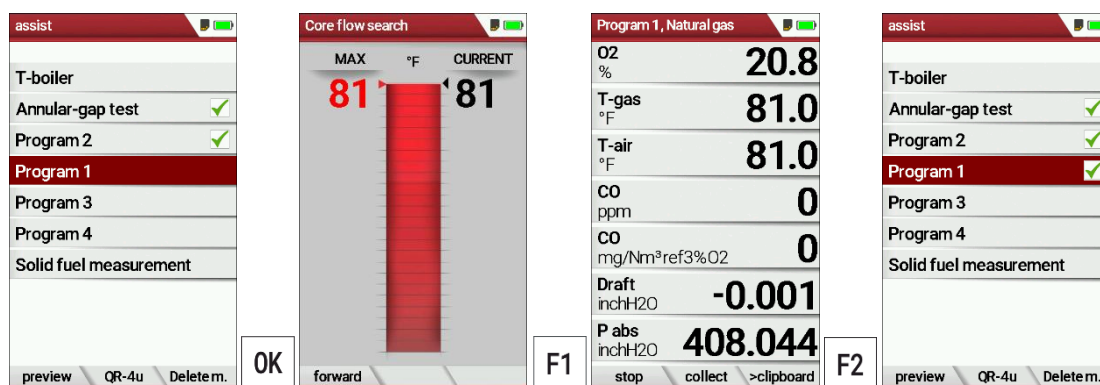 assist
T-boiler
Annular-gap test
Program 2
Program 1
Program 3
Program 4
Solid fuel measurement
preview QR-4u Delete m.
OK
Core flow search
MAX °F CURRENT
81 81
forward
F1
Program 1, Natural gas
O2
% 20.8
T-gas
°F 81.0
T-air
°F 81.0
CO
ppm 0
CO
mg/Nm³ref3%O2 0
Draft
inchH2O -0.001
P abs
inchH2O 408.044
stop collect >clipboard
F2
assist
T-boiler
Annular-gap test
Program 2
Program 1
Program 3
Program 4
Solid fuel measurement
preview QR-4u Delete m.